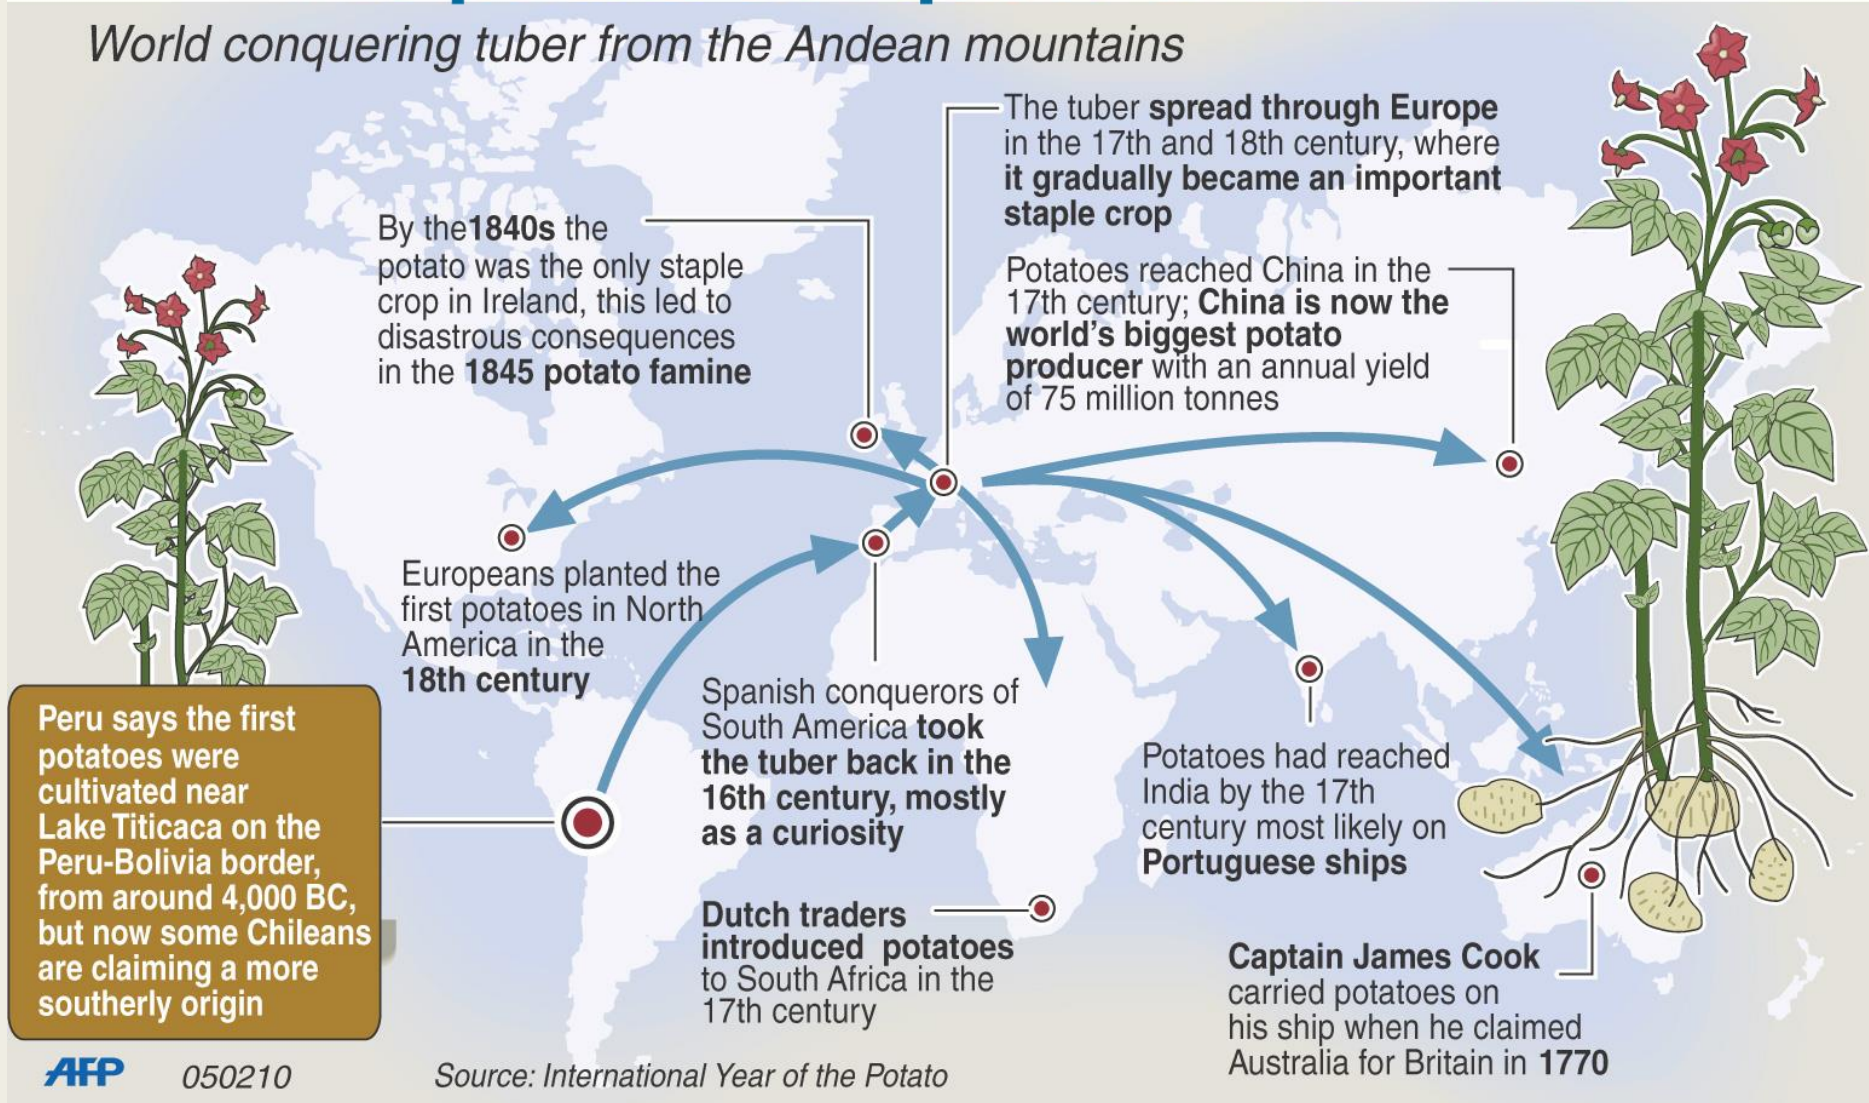 World conquering tuber from the Andean mountains
The tuber spread through Europe
in the 17th and 18th century, where
it gradually became an important
staple crop
By the1840s the
potato was the only staple
crop in Ireland, this led to
disastrous consequences
in the 1845 potato famine
Potatoes reached China in the
17th century; China is now the
world's biggest potato
producer with an annual yield
of 75 million tonnes
Europeans planted the
first potatoes in North
America in the
18th century
Spanish conquerors of
South America took
the tuber back in the
16th century, mostly
as a curiosity
Potatoes had reached
India by the 17th
century most likely on
Portuguese ships
Peru says the first
potatoes were
cultivated near
Lake Titicaca on the
Peru-Bolivia border,
from around 4,000 BC,
but now some Chileans
are claiming a more
southerly origin
Dutch traders
introduced potatoes
to South Africa in the
17th century
Captain James Cook
carried potatoes on
his ship when he claimed
Australia for Britain in 1770
AFP 050210
Source: International Year of the Potato